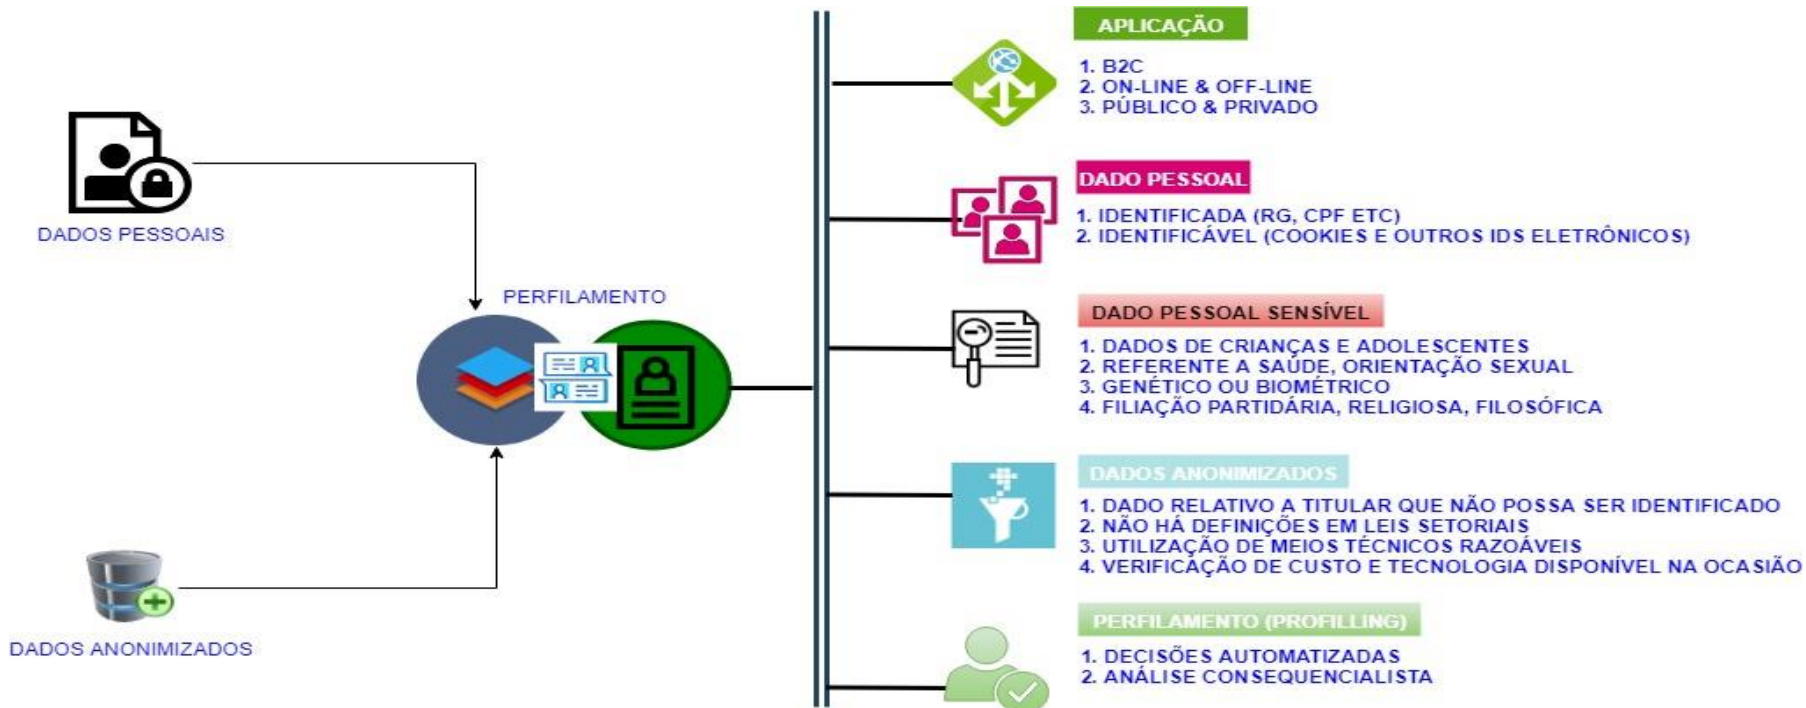 DADOS PESSOAIS
PERFILAMENTO
DADOS ANONIMIZADOS
APLICAÇÃO
1. B2C
2. ON-LINE & OFF-LINE
3. PÚBLICO & PRIVADO
DADO PESSOAL
1. IDENTIFICADA (RG, CPF ETC)
2. IDENTIFICÁVEL (COOKIES E OUTROS IDS ELETRÔNICOS)
DADO PESSOAL SENSÍVEL
1. DADOS DE CRIANÇAS E ADOLESCENTES
2. REFERENTE A SAÚDE, ORIENTAÇÃO SEXUAL
3. GENÉTICO OU BIOMÉTRICO
4. FILIAÇÃO PARTIDÁRIA, RELIGIOSA, FILOSÓFICA
DADOS ANONIMIZADOS
1. DADO RELATIVO A TITULAR QUE NÃO POSSA SER IDENTIFICADO
2. NÃO HÁ DEFINIÇÕES EM LEIS SETORIAIS
3. UTILIZAÇÃO DE MEIOS TÉCNICOS RAZOÁVEIS
4. VERIFICAÇÃO DE CUSTO E TECNOLOGIA DISPONÍVEL NA OCASIÃO
PERFILAMENTO (PROFILLING)
1. DECISÕES AUTOMATIZADAS
2. ANÁLISE CONSEQUENCIALISTA